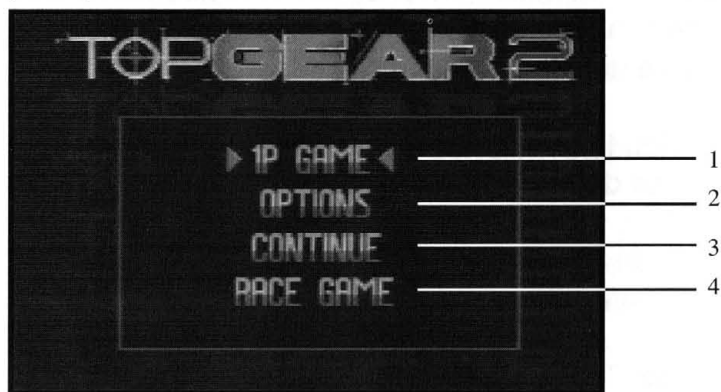 TOPGEAR2
1P GAME 1
OPTIONS 2
CONTINUE 3
RACE GAME 4